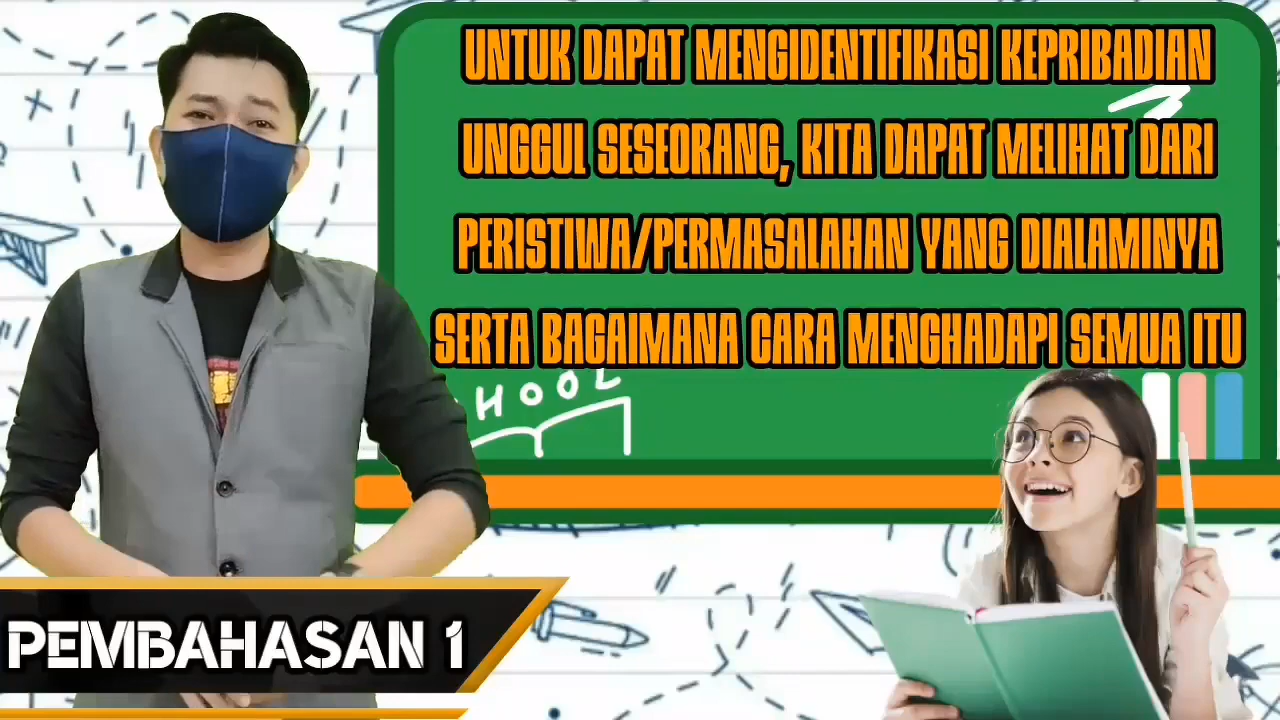 UNTUK DAPAT MENGIDENTIFIKASI KEPRIBADIAN
UNGGUL SESEORANG, KITA DAPAT MELIHAT DARI
PERISTIWA/PERMASALAHAN YANG DIALAMINYA
SERTA BAGAIMANA CARA MENGHADAPI SEMUA ITU
PEMBAHASAN 1